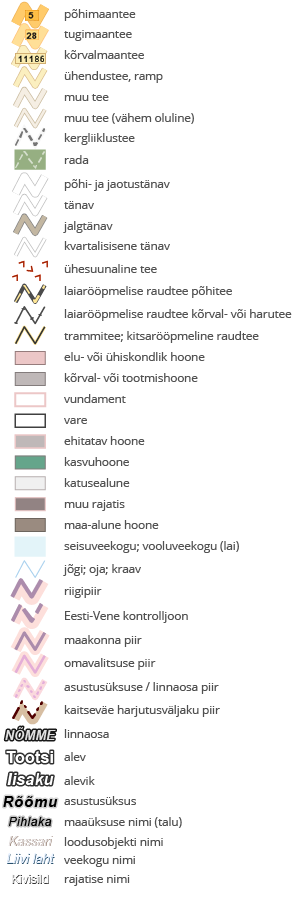 5 põhimaantee
28 tugimaantee
11186 kõrvalmaantee
ühendustee, ramp
muu tee
muu tee (vähem oluline)
kergliiklustee
rada
põhi- ja jaotustänav
tänav
jalgtänav
kvartalisisene tänav
ühesuunaline tee
laiarööpmelise raudtee põhitee
laiarööpmelise raudtee kõrval- või harutee
trammitee; kitsarööpmeline raudtee
elu- või ühiskondlik hoone
kõrval- või tootmishoone
vundament
vare
ehitatav hoone
kasvuhoone
katusealune
muu rajatis
maa-alune hoone
seisuveekogu; vooluveekogu (lai)
jõgi; oja; kraav
riigipiir
Eesti-Vene kontrolljoon
maakonna piir
omavalitsuse piir
asustusüksuse / linnaosa piir
kaitseväe harjutusväljaku piir
NÕMME linnaosa
Tootsi alev
Iisaku alevik
Rõõmu asustusüksus
Pihlaka maaüksuse nimi (talu)
Kassari loodusobjekti nimi
Liivi laht veekogu nimi
Kivisild rajatise nimi